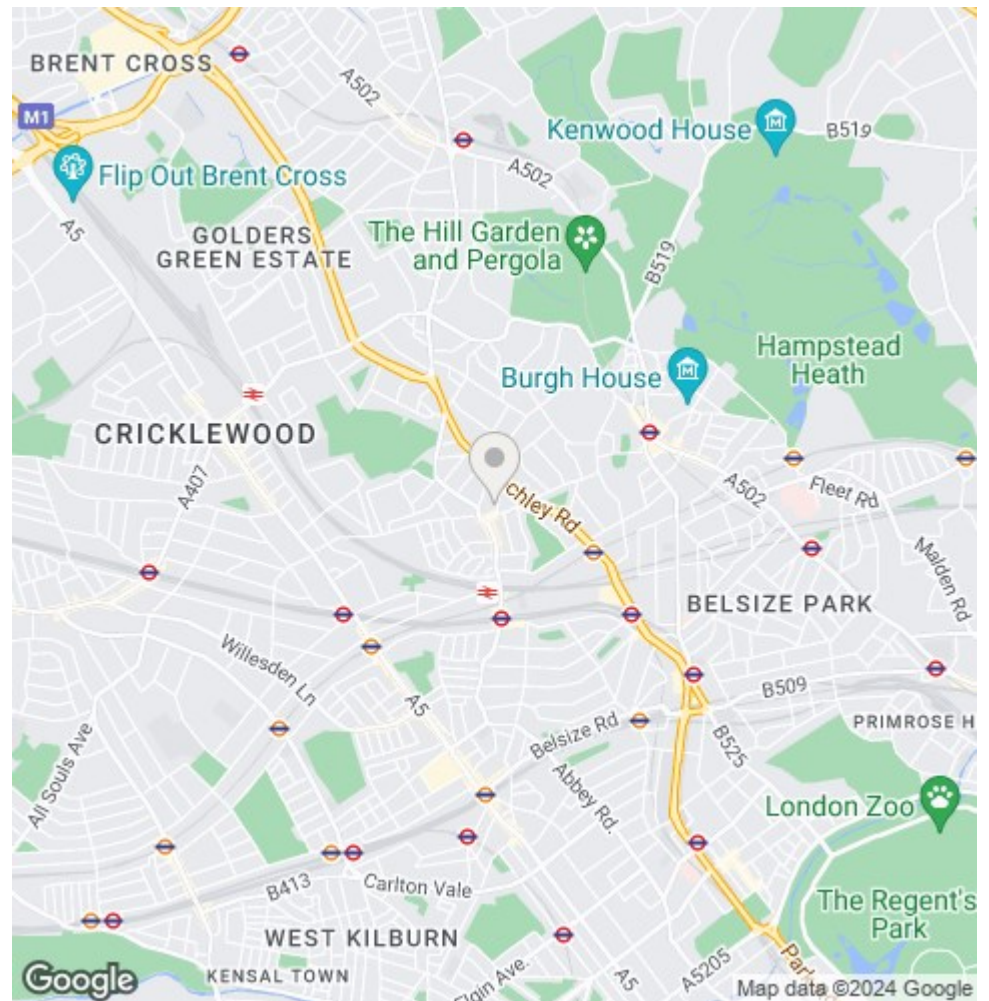 BRENT CROSS
A502
M1
Kenwood House
B519
Flip Out Brent Cross
A502
A5
GOLDERS
GREEN ESTATE
The Hill Garden
and Pergola
B519
Hampstead
Heath
Burgh House
CRICKLEWOOD
A407
A502
Fleet Rd
chley Rd
Malden Rd
BELSIZE PARK
Willesden Ln
A5
B509
PRIMROSE H
Belsize Rd
B525
All Souls Ave
Abbey Rd.
London Zoo
B413
Carlton Vale
The Regent's
Park
WEST KILBURN
KENSAL TOWN
Elgin Ave.
A5
A5205
Park
Google
Map data ©2024 Google